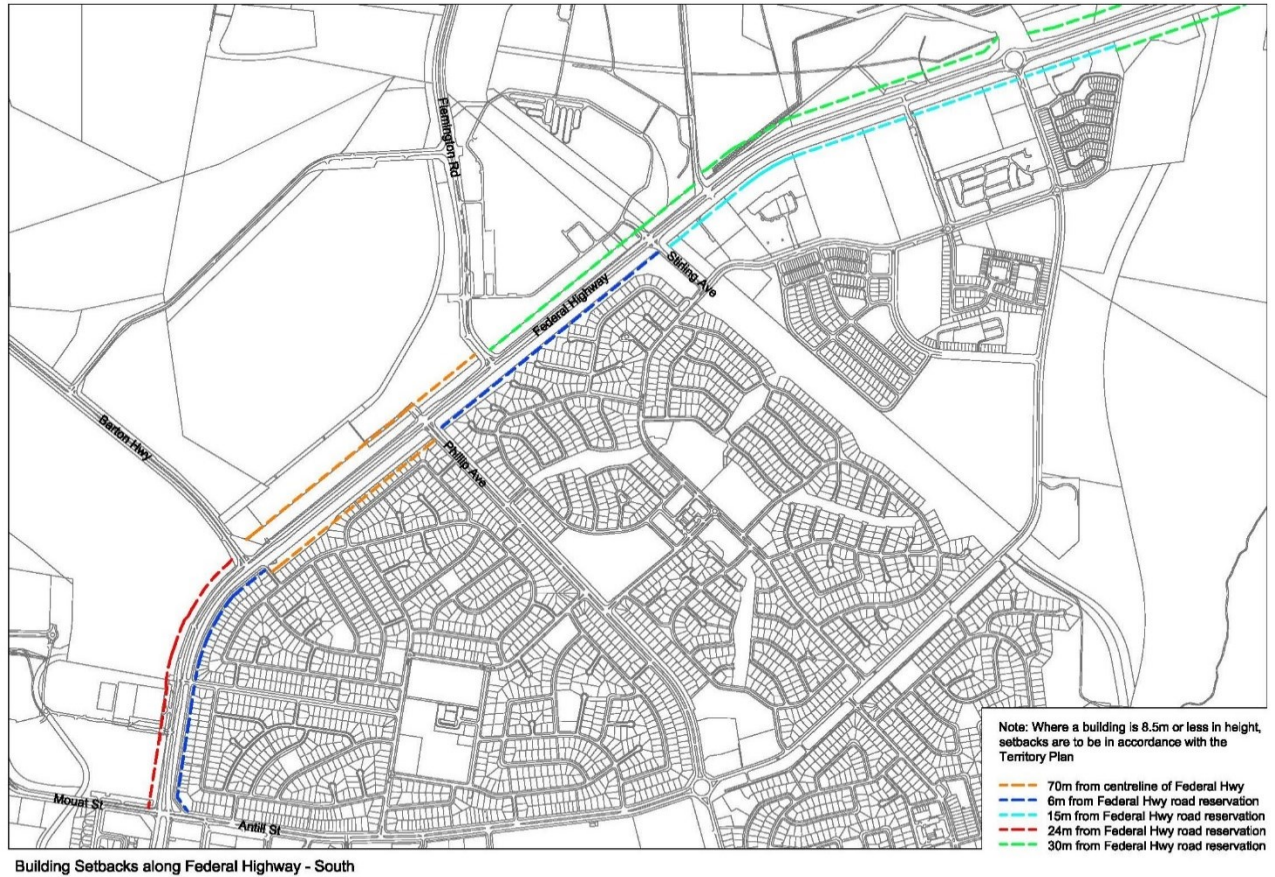 Flemington Rd
Stirling Ave
Federal Highway
Barton Hwy
Phillip Ave
Mouat St
Antill St
Note: Where a building is 8.5m or less in height,
setbacks are to be in accordance with the
Territory Plan
70m from centreline of Federal Hwy
6m from Federal Hwy road reservation
15m from Federal Hwy road reservation
24m from Federal Hwy road reservation
30m from Federal Hwy road reservation
Building Setbacks along Federal Highway - South